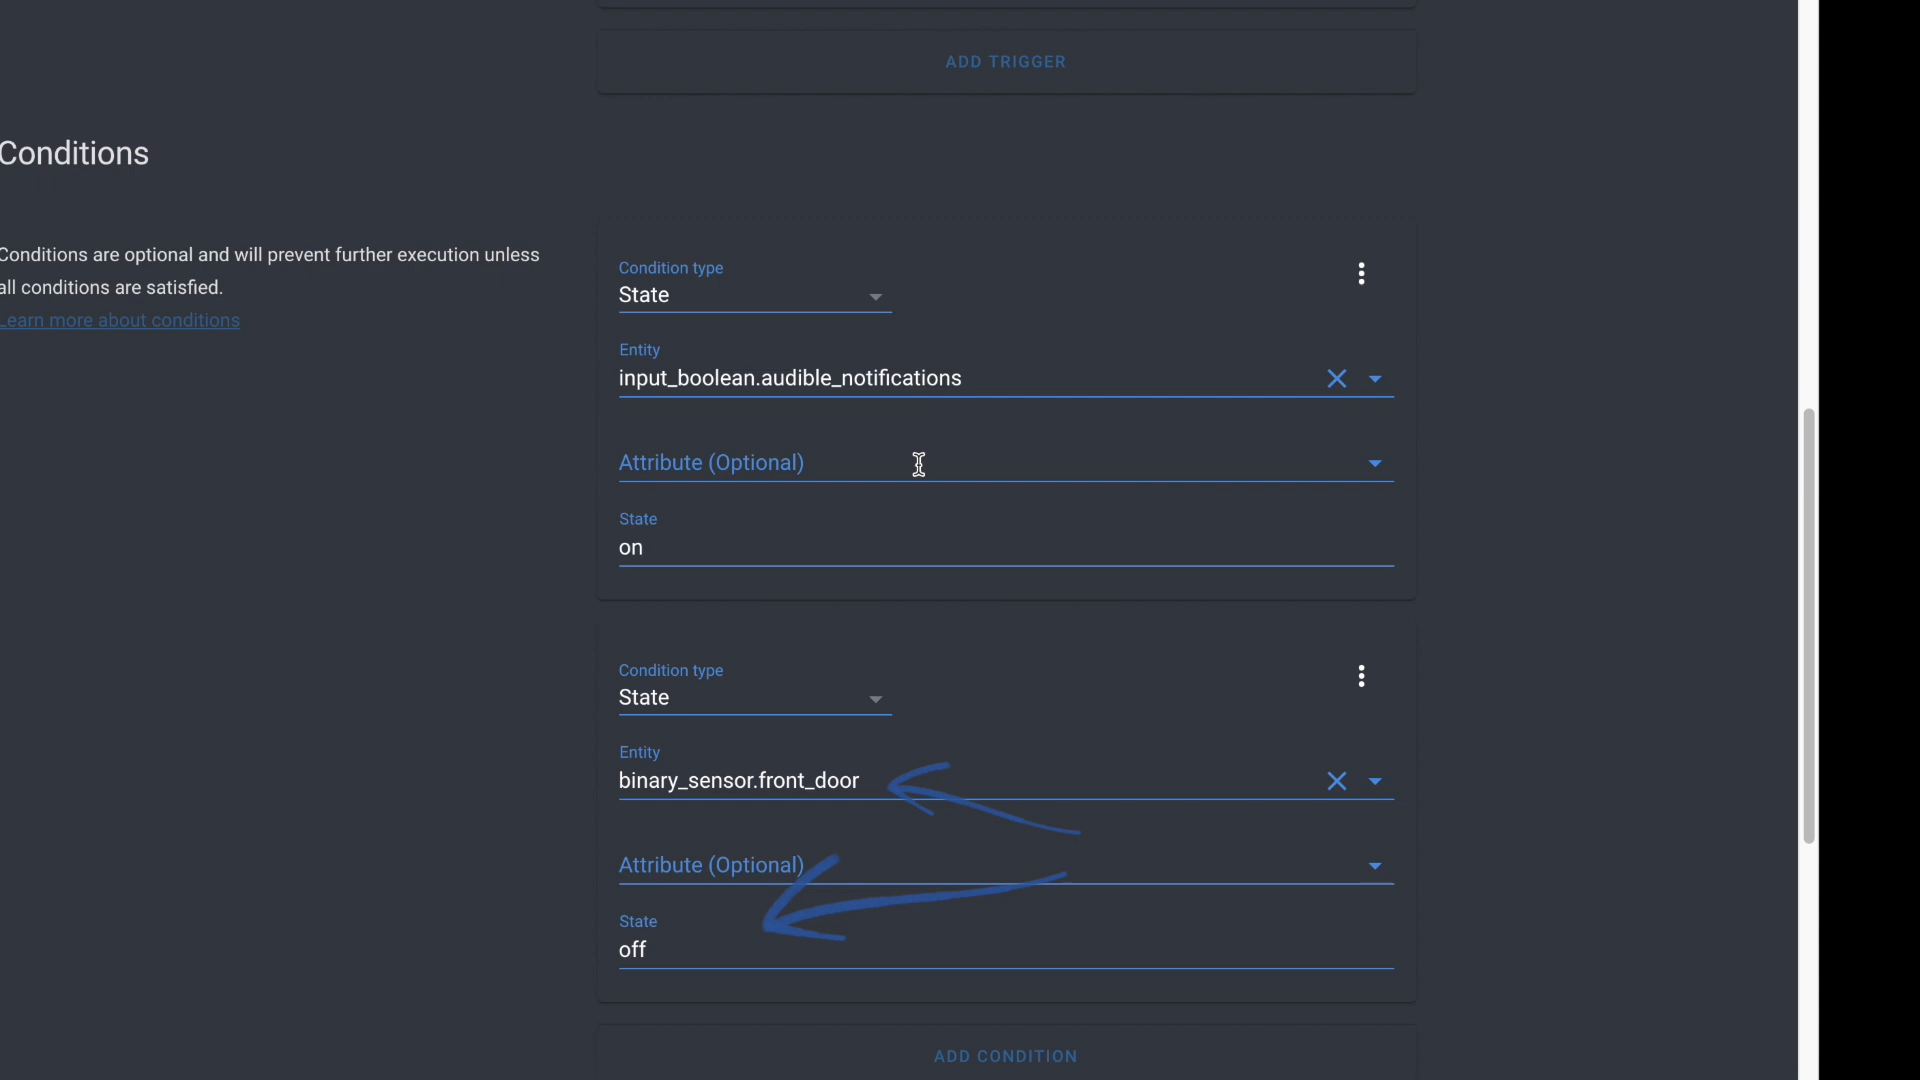 ADD TRIGGER
Conditions
Conditions are optional and will prevent further execution unless
all conditions are satisfied.
Learn more about conditions
Condition type
State
Entity
input_boolean.audible_notifications
Attribute (Optional)
State
on
Condition type
State
Entity
binary_sensor.front_door
Attribute (Optional)
State
off
ADD CONDITION